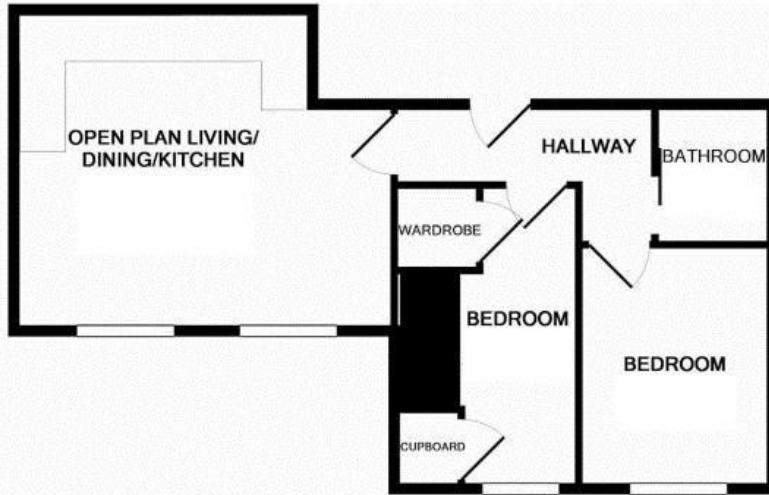 OPEN PLAN LIVING/
DINING/KITCHEN
HALLWAY
BATHROOM
WARDROBE
BEDROOM
BEDROOM
CUPBOARD